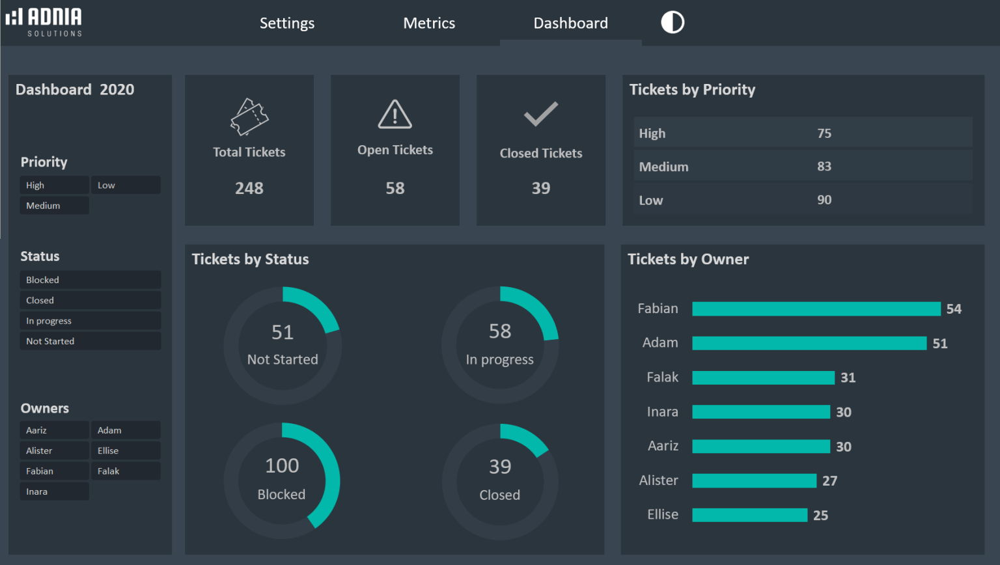 ADNIA
SOLUTIONS
Settings
Metrics
Dashboard
Dashboard 2020
Priority
High
Low
Medium
Status
Blocked
Closed
In progress
Not Started
Owners
Aariz
Adam
Alister
Ellise
Fabian
Falak
Inara
Total Tickets
248
Open Tickets
58
Closed Tickets
39
Tickets by Priority
High 75
Medium 83
Low 90
Tickets by Status
51
Not Started
58
In progress
100
Blocked
39
Closed
Tickets by Owner
Fabian 54
Adam 51
Falak 31
Inara 30
Aariz 30
Alister 27
Ellise 25